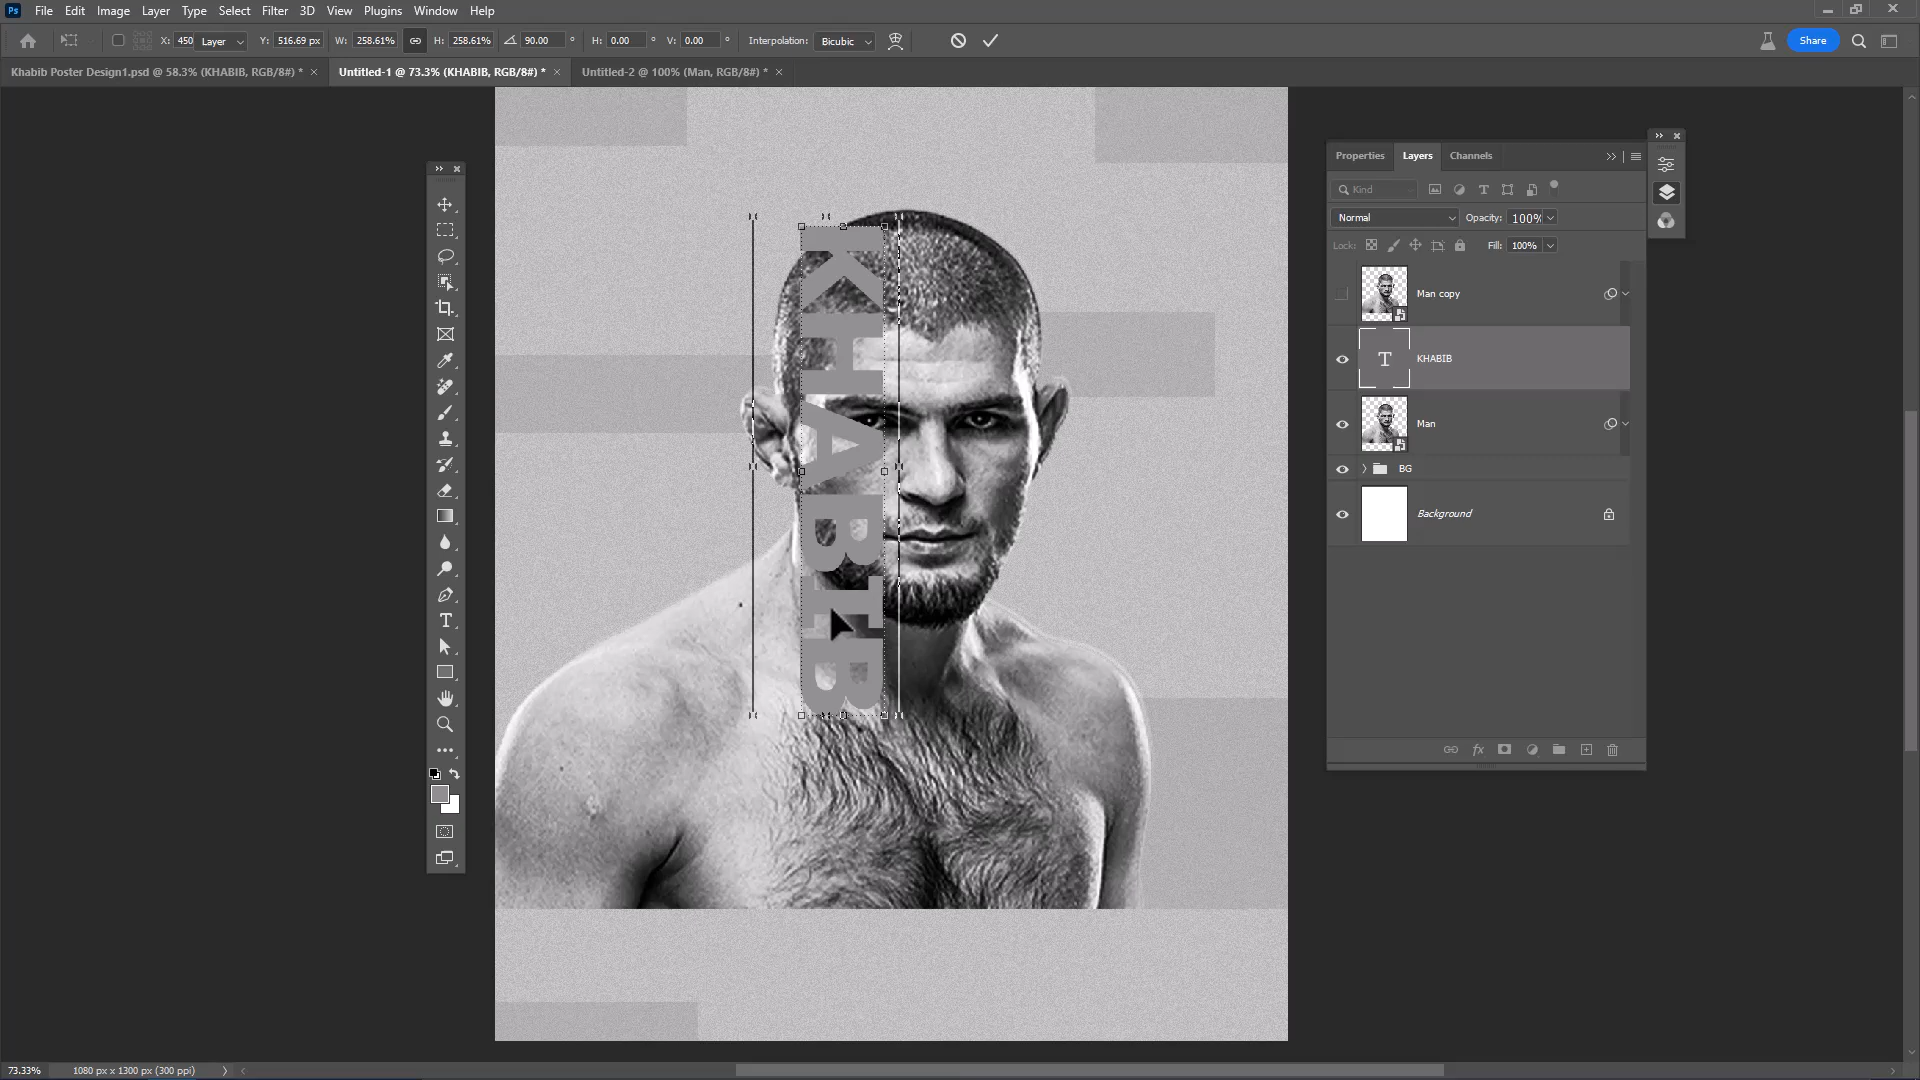 Ps File Edit Image Layer Type Select Filter 3D View Plugins Window Help
X: 450 Layer Y: 516.69 px W: 258.61% H: 258.61% 90.00 ° H: 0.00 ° V: 0.00 ° Interpolation: Bicubic Share
Khabib Poster Design1.psd @ 58.3% (KHABIB, RGB/8#) * × Untitled-1 @ 73.3% (KHABIB, RGB/8#) * × Untitled-2 @ 100% (Man, RGB/8#) * ×
KHABIB
Properties Layers Channels
Kind
Normal Opacity: 100%
Lock: Fill: 100%
Man copy
T KHABIB
Man
BG
Background
fx
73.33% 1080 px x 1300 px (300 ppi)